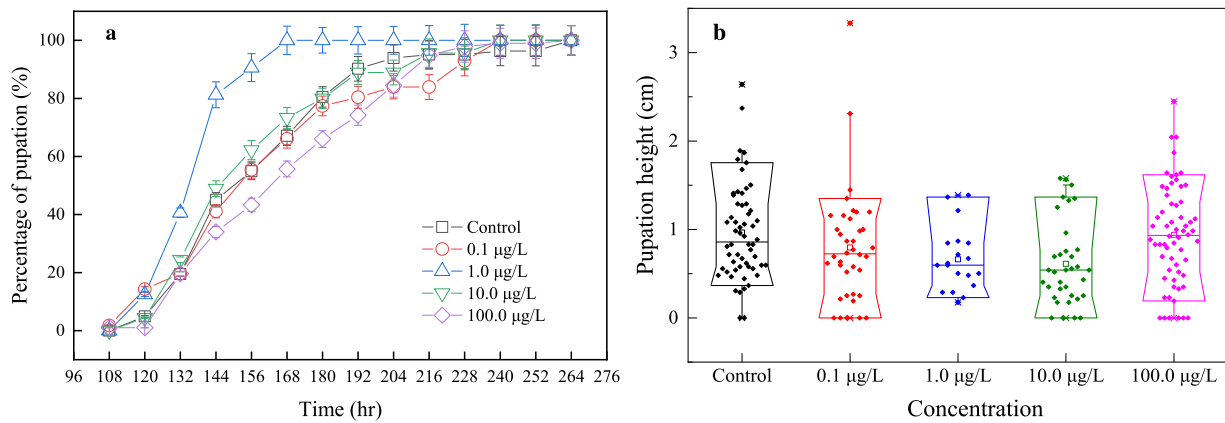 a
Percentage of pupation (%)
100
80
60
40
20
0
Control
0.1 μg/L
1.0 μg/L
10.0 μg/L
100.0 μg/L
96 108 120 132 144 156 168 180 192 204 216 228 240 252 264 276
Time (hr)
b
Pupation height (cm)
3
2
1
0
Control 0.1 μg/L 1.0 μg/L 10.0 μg/L 100.0 μg/L
Concentration